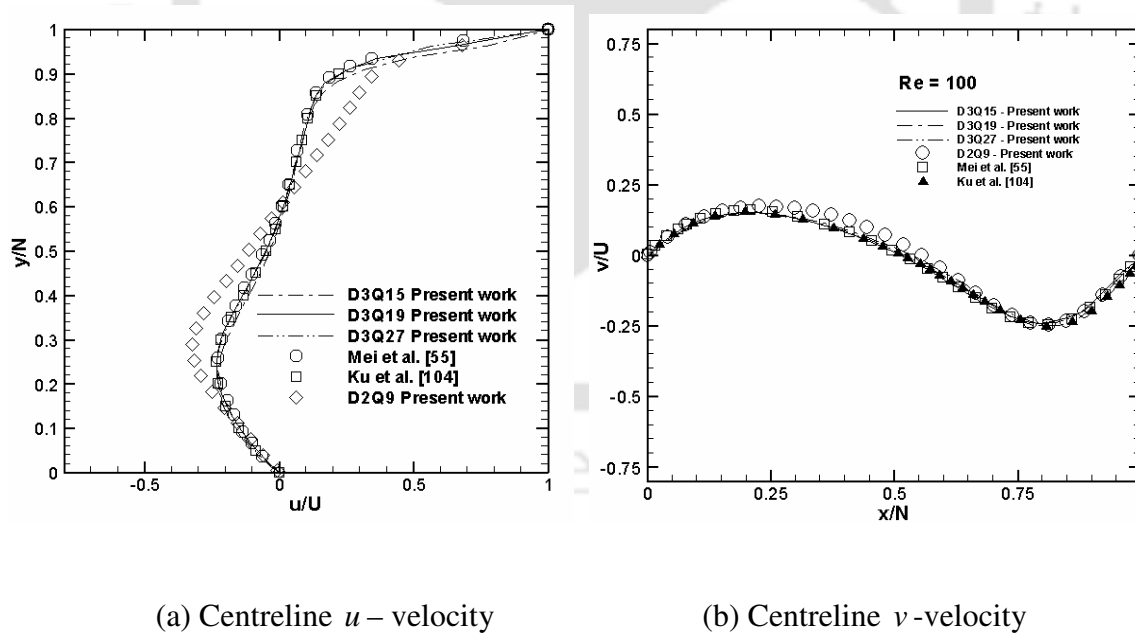 1
0.9
0.8
0.7
0.6
0.5
0.4
0.3
0.2
0.1
0
y/N
-0.5 0 0.5 1
u/U
D3Q15 Present work
D3Q19 Present work
D3Q27 Present work
Mei et al. [55]
Ku et al. [104]
D2Q9 Present work
0.75
0.5
0.25
0
-0.25
-0.5
-0.75
v/U
0 0.25 0.5 0.75
x/N
Re = 100
D3Q15 - Present work
D3Q19 - Present work
D3Q27 - Present work
D2Q9 - Present work
Mei et al. [55]
Ku et al. [104]
(a) Centreline u – velocity
(b) Centreline v -velocity